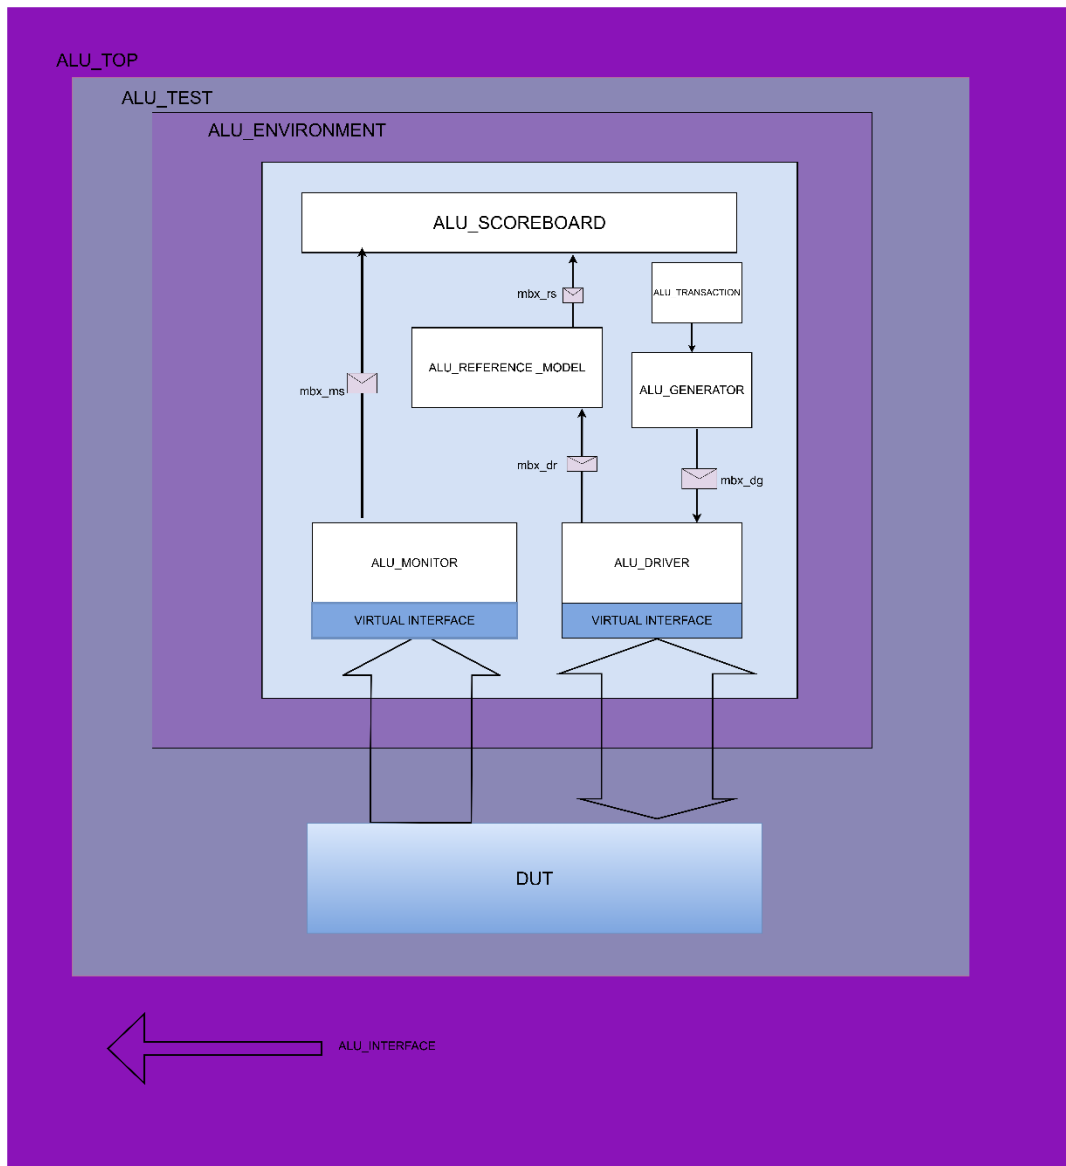 ALU_TOP
ALU_TEST
ALU_ENVIRONMENT
ALU_SCOREBOARD
mbx_rs
ALU_TRANSACTION
ALU_REFERENCE _MODEL
ALU_GENERATOR
mbx_ms
mbx_dr
mbx_dg
ALU_MONITOR
ALU_DRIVER
VIRTUAL INTERFACE
VIRTUAL INTERFACE
DUT
ALU_INTERFACE